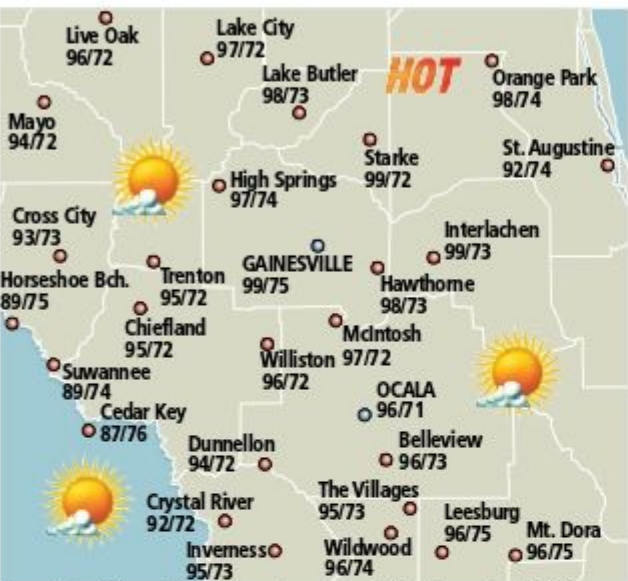 Live Oak
96/72
Lake City
97/72
Lake Butler
98/73
HOT
Orange Park
98/74
Mayo
94/72
Starke
99/72
St. Augustine
92/74
High Springs
97/74
Cross City
93/73
Interlachen
99/73
GAINESVILLE
99/75
Horseshoe Bch.
89/75
Trenton
95/72
Hawthorne
98/73
Chiefland
95/72
McIntosh
97/72
Williston
96/72
Suwannee
89/74
OCALA
96/71
Cedar Key
87/76
Dunnellon
94/72
Belleview
96/73
The Villages
95/73
Crystal River
92/72
Leesburg
96/75
Mt. Dora
96/75
Inverness
95/73
Wildwood
96/74